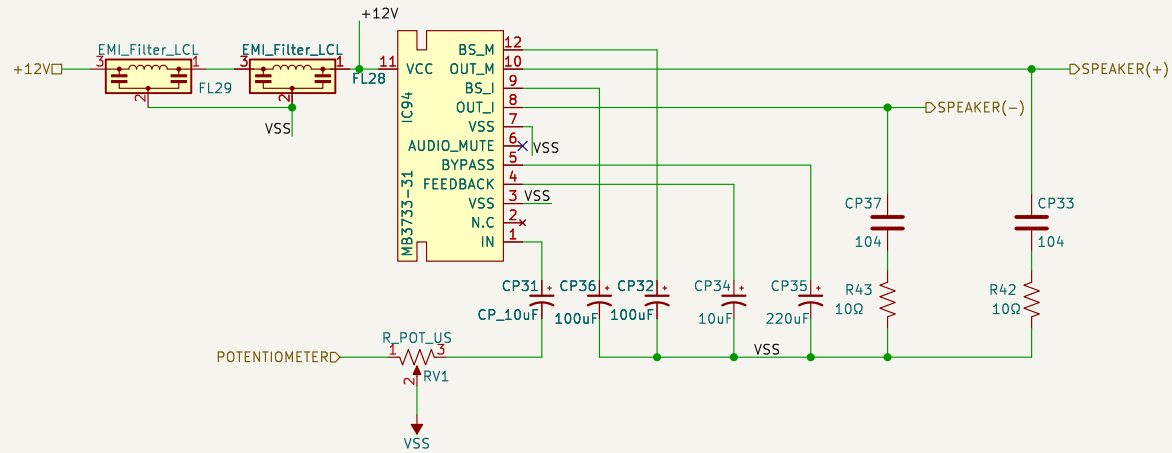 +12V
EMI_Filter_LCL
EMI_Filter_LCL
+12V
3
1
3
1
11
FL29
FL28
2
2
VSS
VCC
IC94
MB3733-31
BS_M
12
OUT_M
10
BS_I
9
OUT_I
8
VSS
7
AUDIO_MUTE
6
VSS
BYPASS
5
FEEDBACK
4
VSS
3
VSS
N.C
2
IN
1
SPEAKER(+)
SPEAKER(-)
CP37
104
CP33
104
R43
10Ω
R42
10Ω
CP31
+
CP_10uF
CP36
+
100uF
CP32
+
100uF
CP34
+
10uF
CP35
+
220uF
VSS
POTENTIOMETER
R_POT_US
1
3
2
RV1
VSS